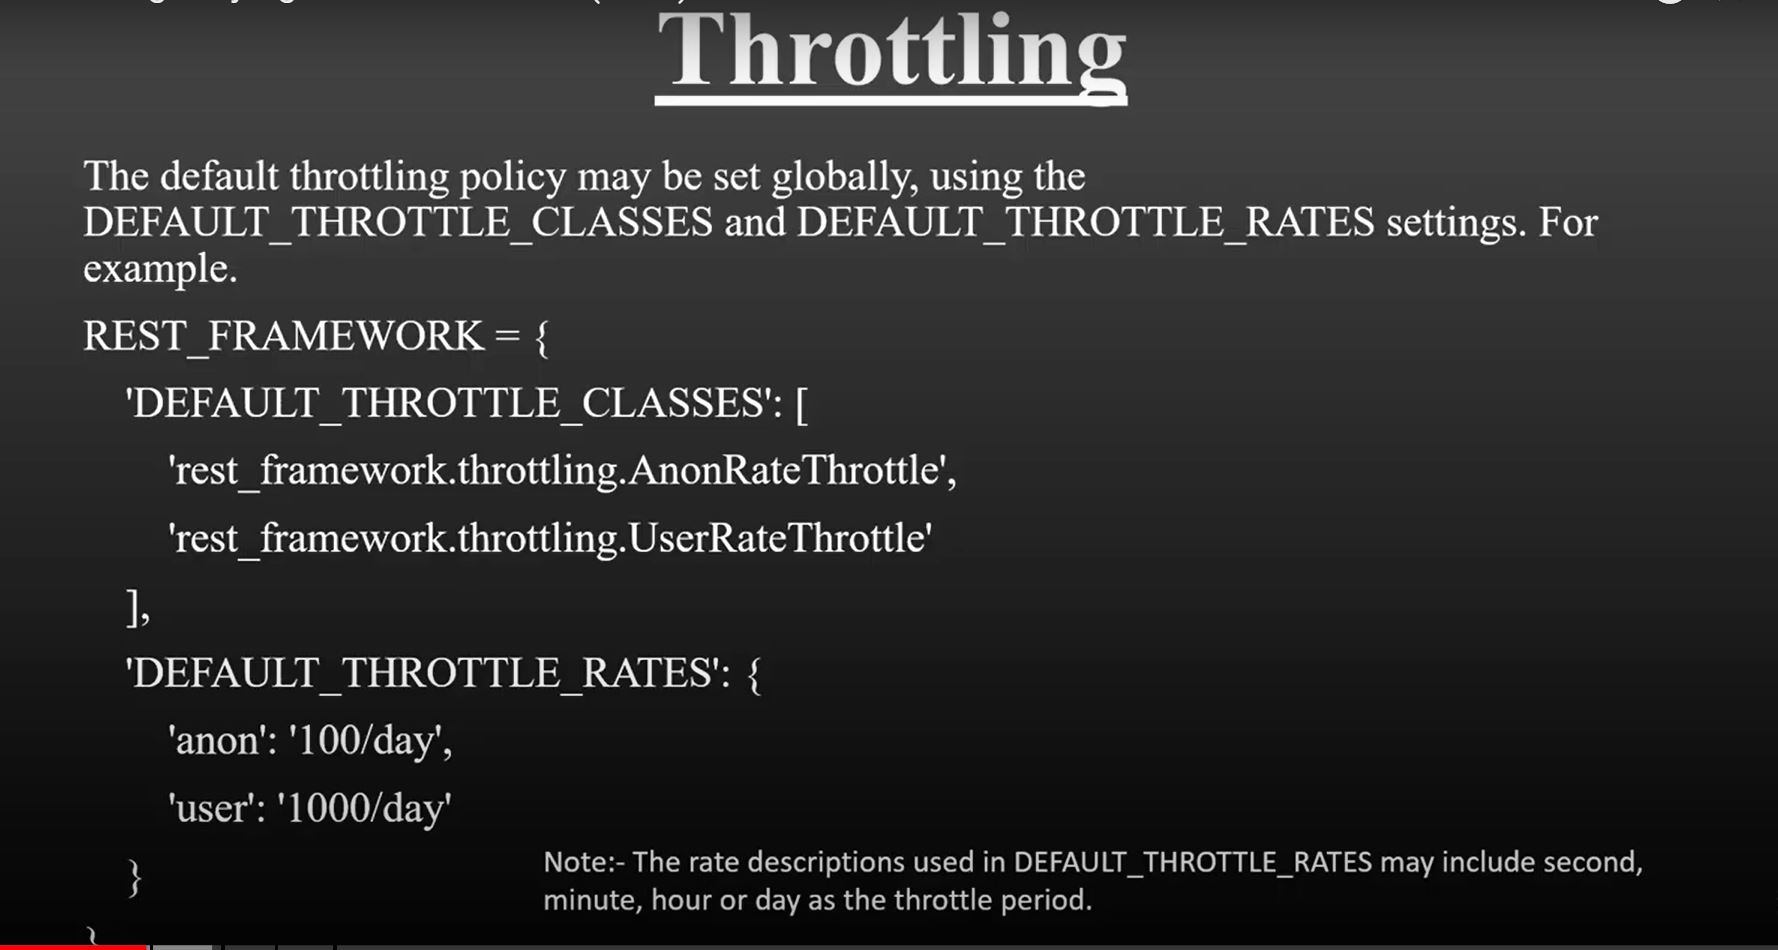 Throttling
The default throttling policy may be set globally, using the
DEFAULT_THROTTLE_CLASSES and DEFAULT_THROTTLE_RATES settings. For
example.
REST_FRAMEWORK = {
'DEFAULT_THROTTLE_CLASSES': [
'rest_framework.throttling.AnonRateThrottle',
'rest_framework.throttling.UserRateThrottle'
],
'DEFAULT_THROTTLE_RATES': {
'anon': '100/day',
'user': '1000/day'
}
Note:- The rate descriptions used in DEFAULT_THROTTLE_RATES may include second,
minute, hour or day as the throttle period.
}